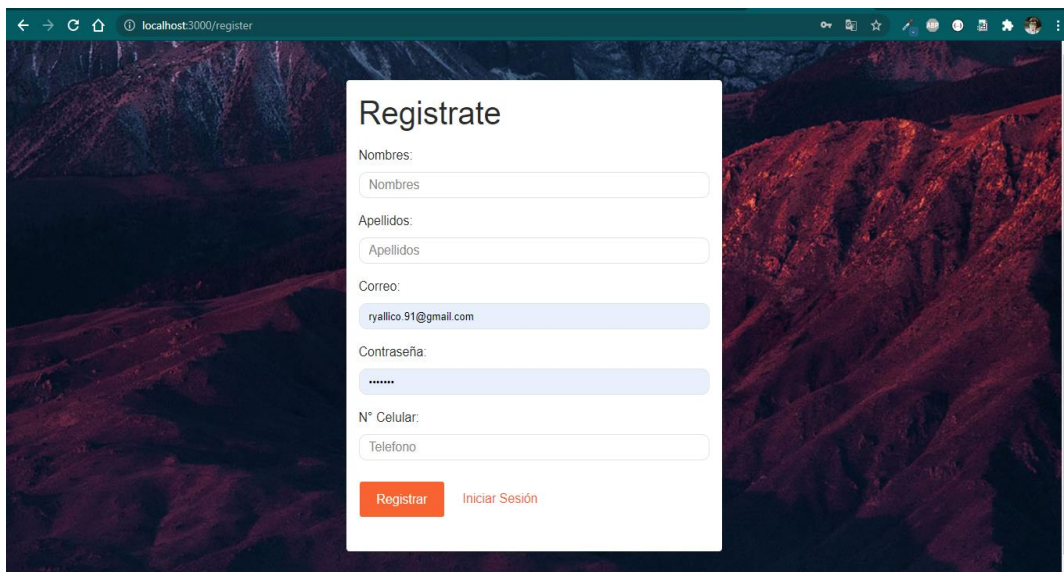 localhost:3000/register
Registrate
Nombres:
Nombres
Apellidos:
Apellidos
Correo:
ryallico.91@gmail.com
Contraseña:
•••••••
N° Celular:
Telefono
Registrar
Iniciar Sesión